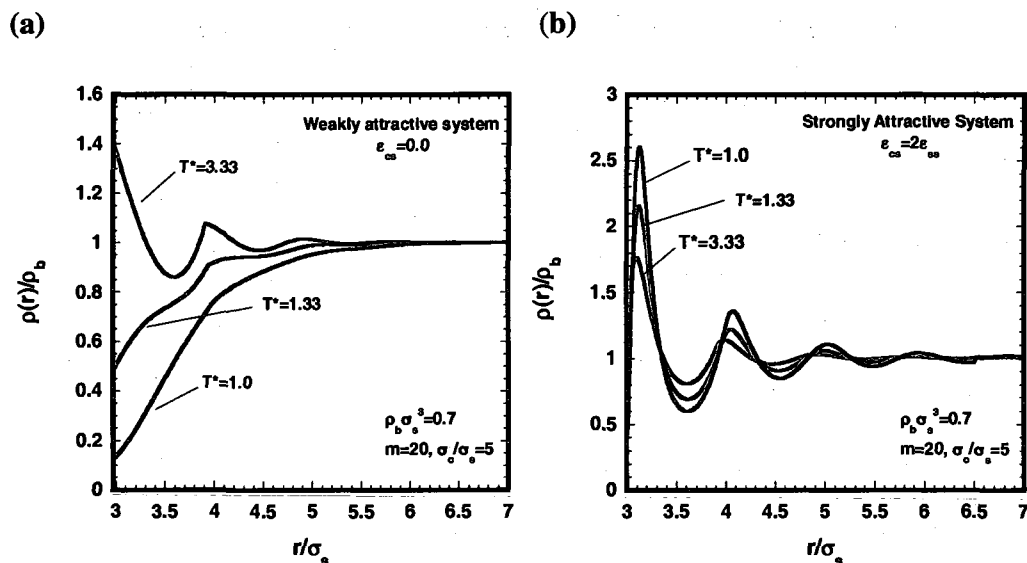 (a)
Weakly attractive system
ε_cs=0.0
T*=3.33
T*=1.33
T*=1.0
ρ_bσ_s^3=0.7
m=20, σ_c/σ_s=5
ρ(r)/ρ_b
1.6
1.4
1.2
1
0.8
0.6
0.4
0.2
0
3 3.5 4 4.5 5 5.5 6 6.5 7
r/σ_s
(b)
Strongly Attractive System
ε_cs=2ε_ss
T*=1.0
T*=1.33
T*=3.33
ρ_bσ_s^3=0.7
m=20, σ_c/σ_s=5
ρ(r)/ρ_b
3
2.5
2
1.5
1
0.5
0
3 3.5 4 4.5 5 5.5 6 6.5 7
r/σ_s